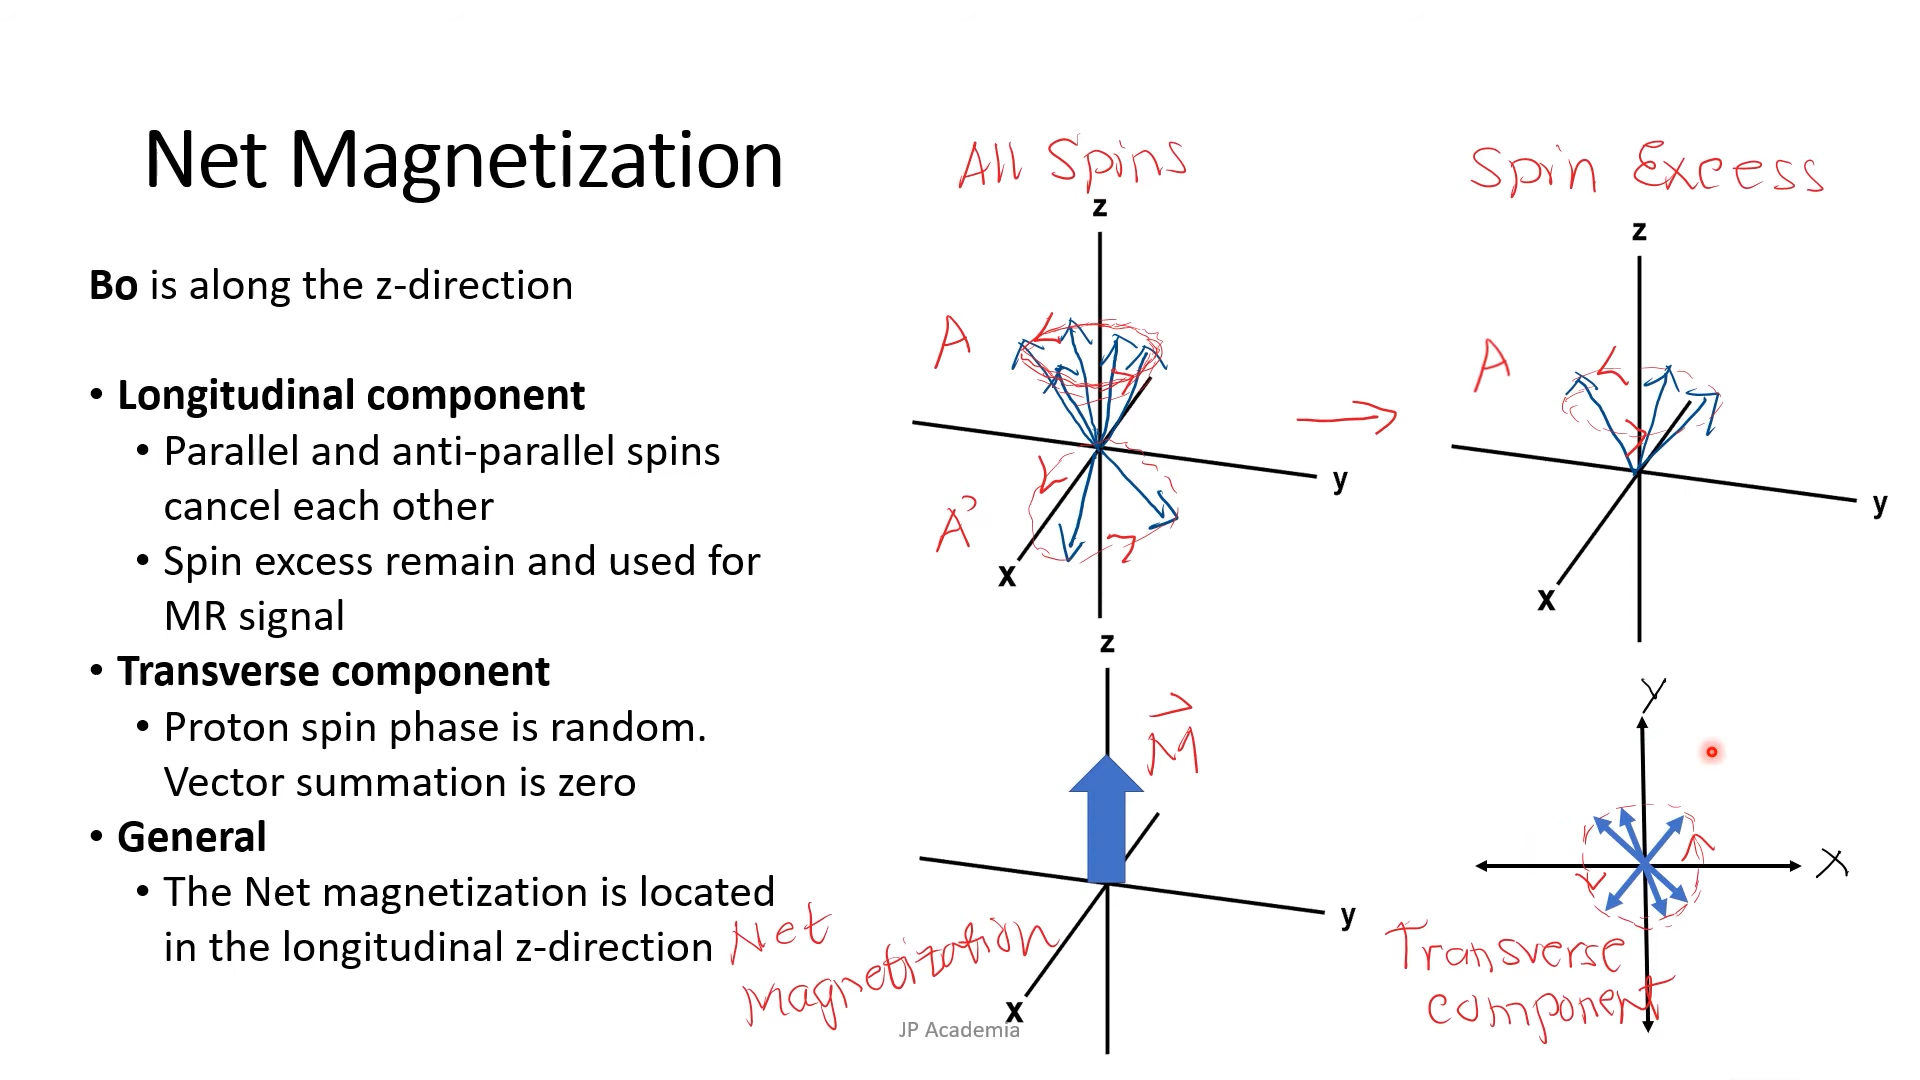 Net Magnetization
Bo is along the z-direction
• Longitudinal component
• Parallel and anti-parallel spins
cancel each other
• Spin excess remain and used for
MR signal
• Transverse component
• Proton spin phase is random.
Vector summation is zero
• General
• The Net magnetization is located
in the longitudinal z-direction
All Spins
z
A
A'
y
x
Spin Excess
z
A
y
x
z
M
y
x
Net
Magnetization
Y
X
Transverse
component
JP Academia